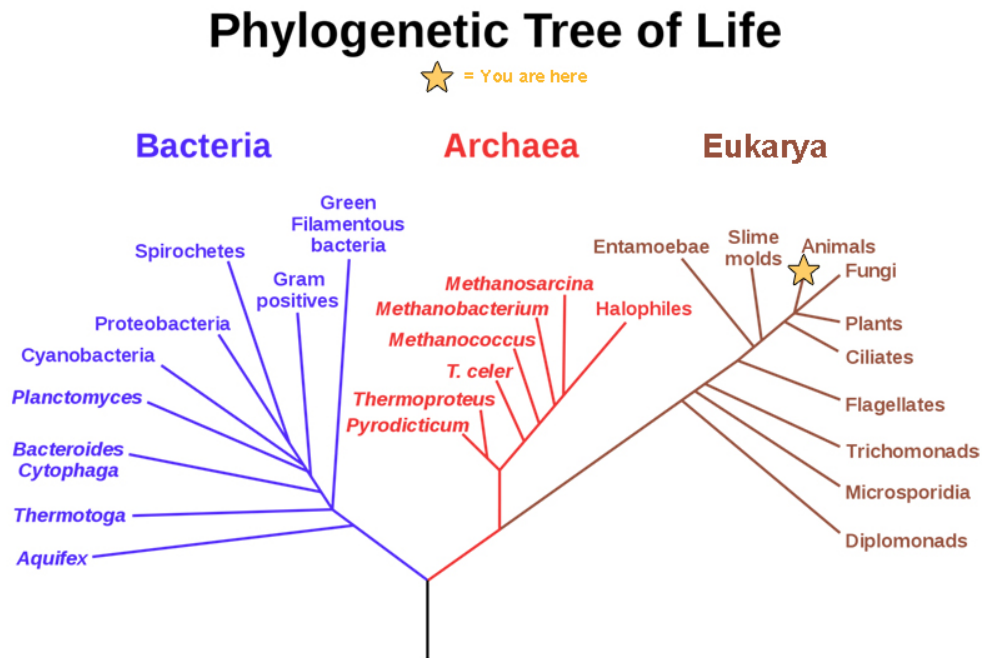 Phylogenetic Tree of Life
= You are here
Bacteria
Archaea
Eukarya
Green
Filamentous
bacteria
Spirochetes
Gram
positives
Proteobacteria
Cyanobacteria
Planctomyces
Bacteroides
Cytophaga
Thermotoga
Aquifex
Methanosarcina
Methanobacterium
Halophiles
Methanococcus
T. celer
Thermoproteus
Pyrodicticum
Entamoebae
Slime
molds
Animals
Fungi
Plants
Ciliates
Flagellates
Trichomonads
Microsporidia
Diplomonads